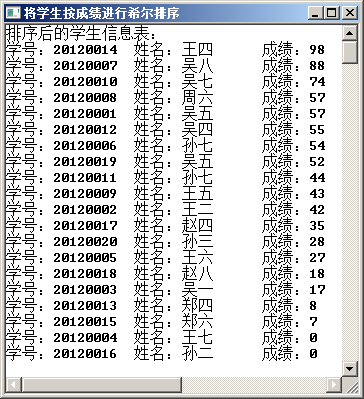 将学生按成绩进行希尔排序
排序后的学生信息表：
学号：20120014 姓名：王四 成绩：98
学号：20120007 姓名：吴八 成绩：88
学号：20120010 姓名：吴七 成绩：74
学号：20120008 姓名：周六 成绩：57
学号：20120001 姓名：吴五 成绩：57
学号：20120012 姓名：吴四 成绩：55
学号：20120006 姓名：孙七 成绩：54
学号：20120019 姓名：吴五 成绩：52
学号：20120011 姓名：孙七 成绩：44
学号：20120009 姓名：王五 成绩：43
学号：20120002 姓名：王二 成绩：42
学号：20120017 姓名：赵四 成绩：35
学号：20120020 姓名：孙三 成绩：28
学号：20120005 姓名：王六 成绩：27
学号：20120018 姓名：赵八 成绩：18
学号：20120003 姓名：吴一 成绩：17
学号：20120013 姓名：郑四 成绩：8
学号：20120015 姓名：郑六 成绩：7
学号：20120004 姓名：王七 成绩：0
学号：20120016 姓名：孙二 成绩：0